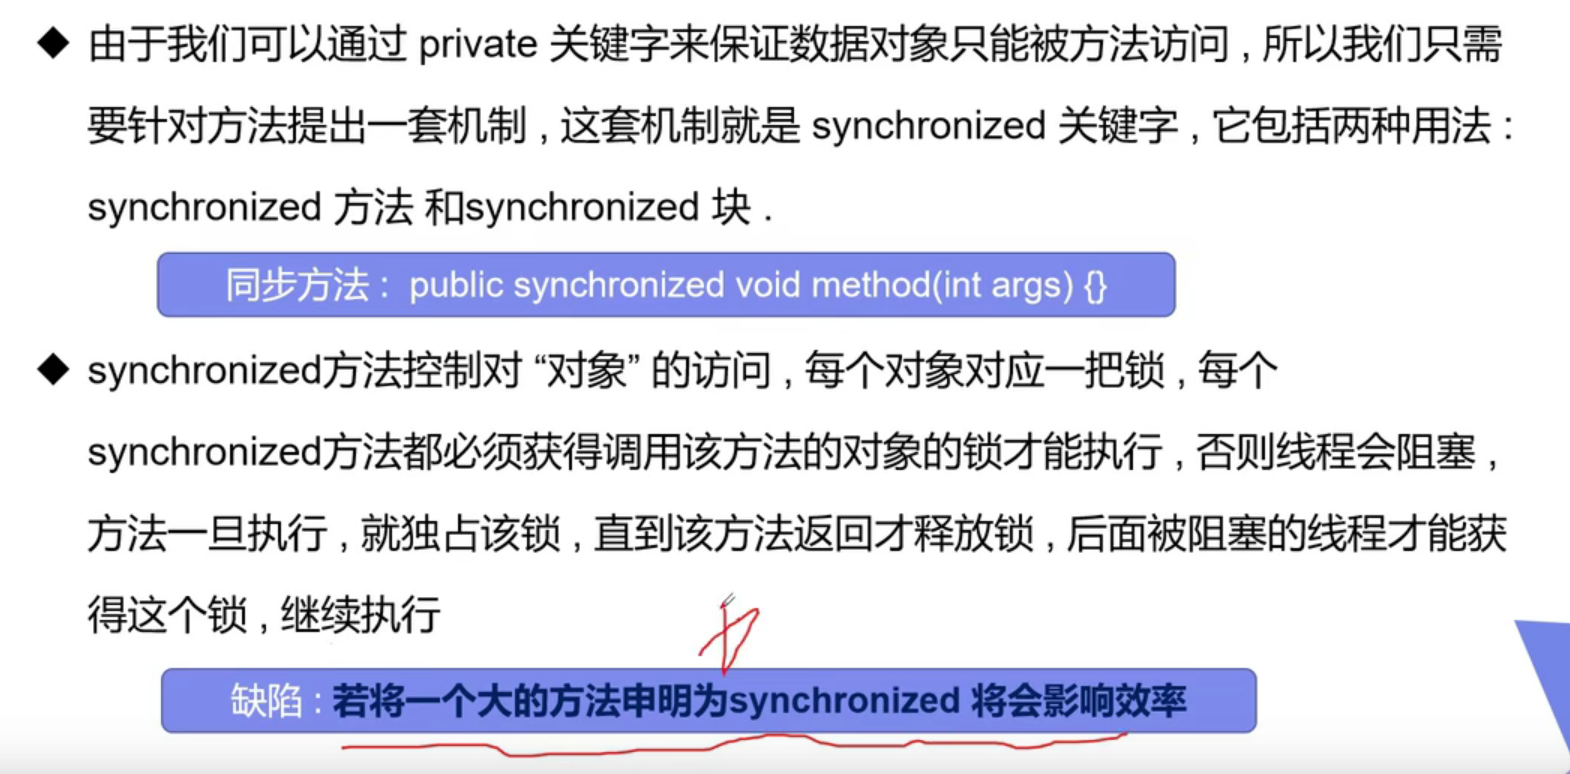 由于我们可以通过 private 关键字来保证数据对象只能被方法访问 , 所以我们只需
要针对方法提出一套机制 , 这套机制就是 synchronized 关键字 , 它包括两种用法 :
synchronized 方法 和synchronized 块 .
同步方法 : public synchronized void method(int args) {}
synchronized方法控制对 “对象” 的访问 , 每个对象对应一把锁 , 每个
synchronized方法都必须获得调用该方法的对象的锁才能执行 , 否则线程会阻塞 ,
方法一旦执行 , 就独占该锁 , 直到该方法返回才释放锁 , 后面被阻塞的线程才能获
得这个锁 , 继续执行
缺陷 : 若将一个大的方法申明为synchronized 将会影响效率